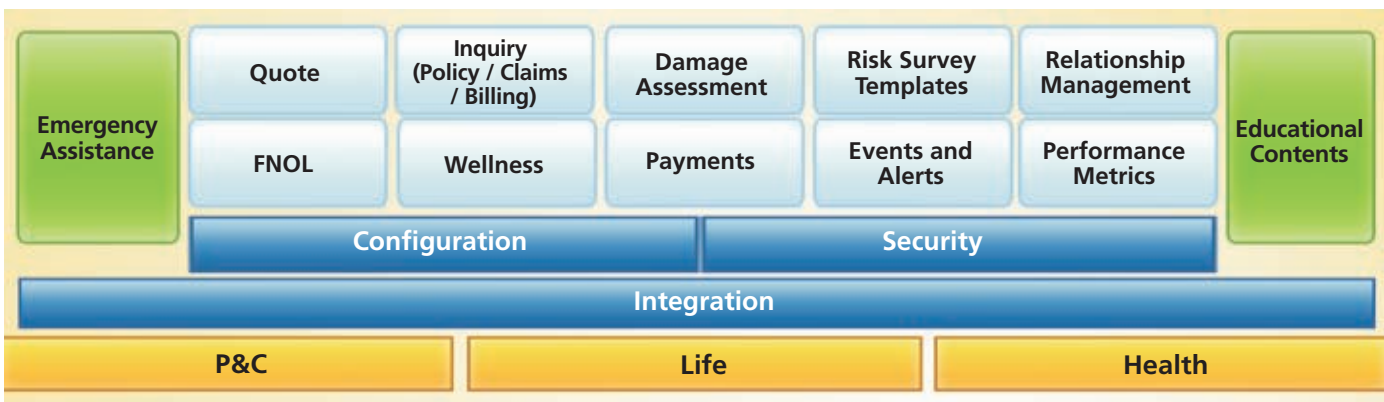 Emergency
Assistance
Quote
Inquiry
(Policy / Claims
/ Billing)
Damage
Assessment
Risk Survey
Templates
Relationship
Management
FNOL
Wellness
Payments
Events and
Alerts
Performance
Metrics
Educational
Contents
Configuration
Security
Integration
P&C
Life
Health